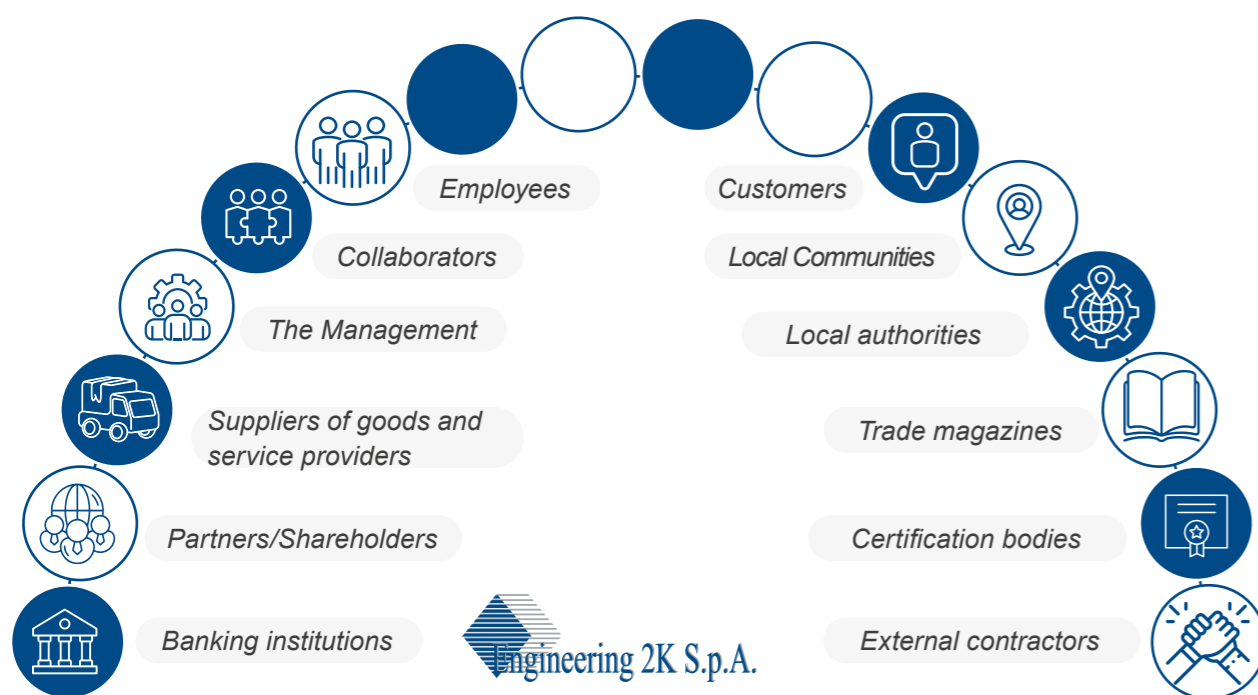 Employees
Customers
Collaborators
Local Communities
The Management
Local authorities
Suppliers of goods and
service providers
Trade magazines
Partners/Shareholders
Certification bodies
Banking institutions
External contractors
Engineering 2K S.p.A.